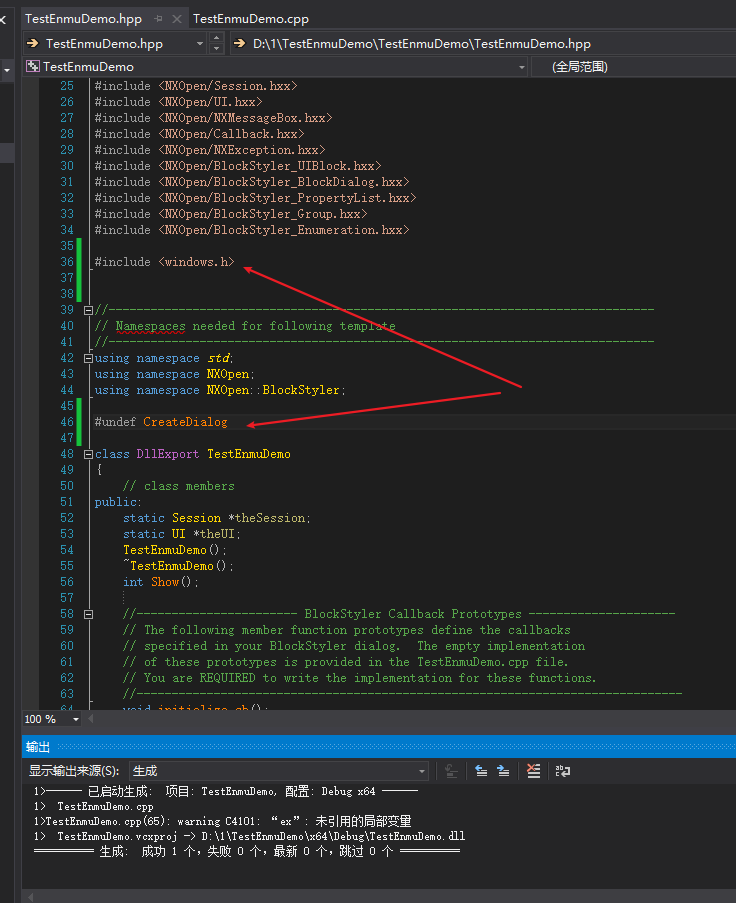 TestEnmuDemo.hpp
TestEnmuDemo.cpp
TestEnmuDemo.hpp
D:\1\TestEnmuDemo\TestEnmuDemo\TestEnmuDemo.hpp
TestEnmuDemo
(全局范围)
25 #include <NXOpen/Session.hxx>
26 #include <NXOpen/UI.hxx>
27 #include <NXOpen/NXMessageBox.hxx>
28 #include <NXOpen/Callback.hxx>
29 #include <NXOpen/NXException.hxx>
30 #include <NXOpen/BlockStyler_UIBlock.hxx>
31 #include <NXOpen/BlockStyler_BlockDialog.hxx>
32 #include <NXOpen/BlockStyler_PropertyList.hxx>
33 #include <NXOpen/BlockStyler_Group.hxx>
34 #include <NXOpen/BlockStyler_Enumeration.hxx>
35
36 #include <windows.h>
37
38
39 //------------------------------------------------------------------------------
40 // Namespaces needed for following template
41 //------------------------------------------------------------------------------
42 using namespace std;
43 using namespace NXOpen;
44 using namespace NXOpen::BlockStyler;
45
46 #undef CreateDialog
47
48 class DllExport TestEnmuDemo
49 {
50 // class members
51 public:
52 static Session *theSession;
53 static UI *theUI;
54 TestEnmuDemo();
55 ~TestEnmuDemo();
56 int Show();
57
58 //----------------------- BlockStyler Callback Prototypes ---------------------
59 // The following member function prototypes define the callbacks
60 // specified in your BlockStyler dialog. The empty implementation
61 // of these prototypes is provided in the TestEnmuDemo.cpp file.
62 // You are REQUIRED to write the implementation for these functions.
63 //------------------------------------------------------------------------------
64 void initialize_cb();
100 %
输出
显示输出来源(S): 生成
1>------ 已启动生成: 项目: TestEnmuDemo, 配置: Debug x64 ------
1> TestEnmuDemo.cpp
1>TestEnmuDemo.cpp(65): warning C4101: “ex”: 未引用的局部变量
1> TestEnmuDemo.vcxproj -> D:\1\TestEnmuDemo\x64\Debug\TestEnmuDemo.dll
========== 生成: 成功 1 个，失败 0 个，最新 0 个，跳过 0 个 ==========